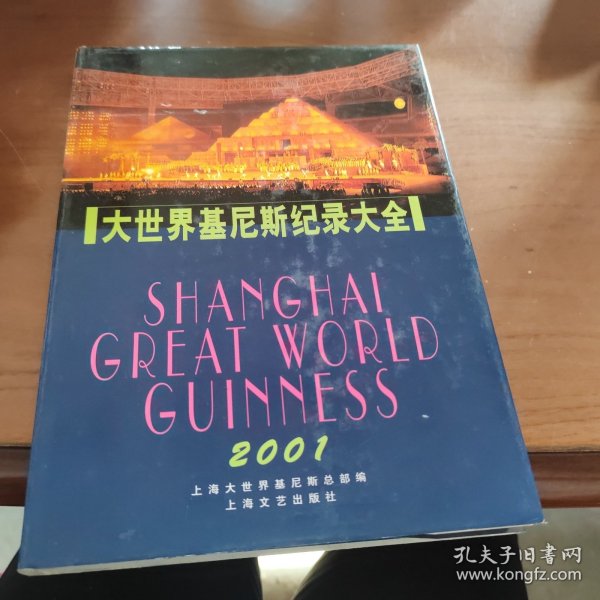 大世界基尼斯纪录大全
SHANGHAI
GREAT WORLD
GUINNESS
2001
上海大世界基尼斯总部编
上海文艺出版社
孔夫子旧书网
www.kongfz.com